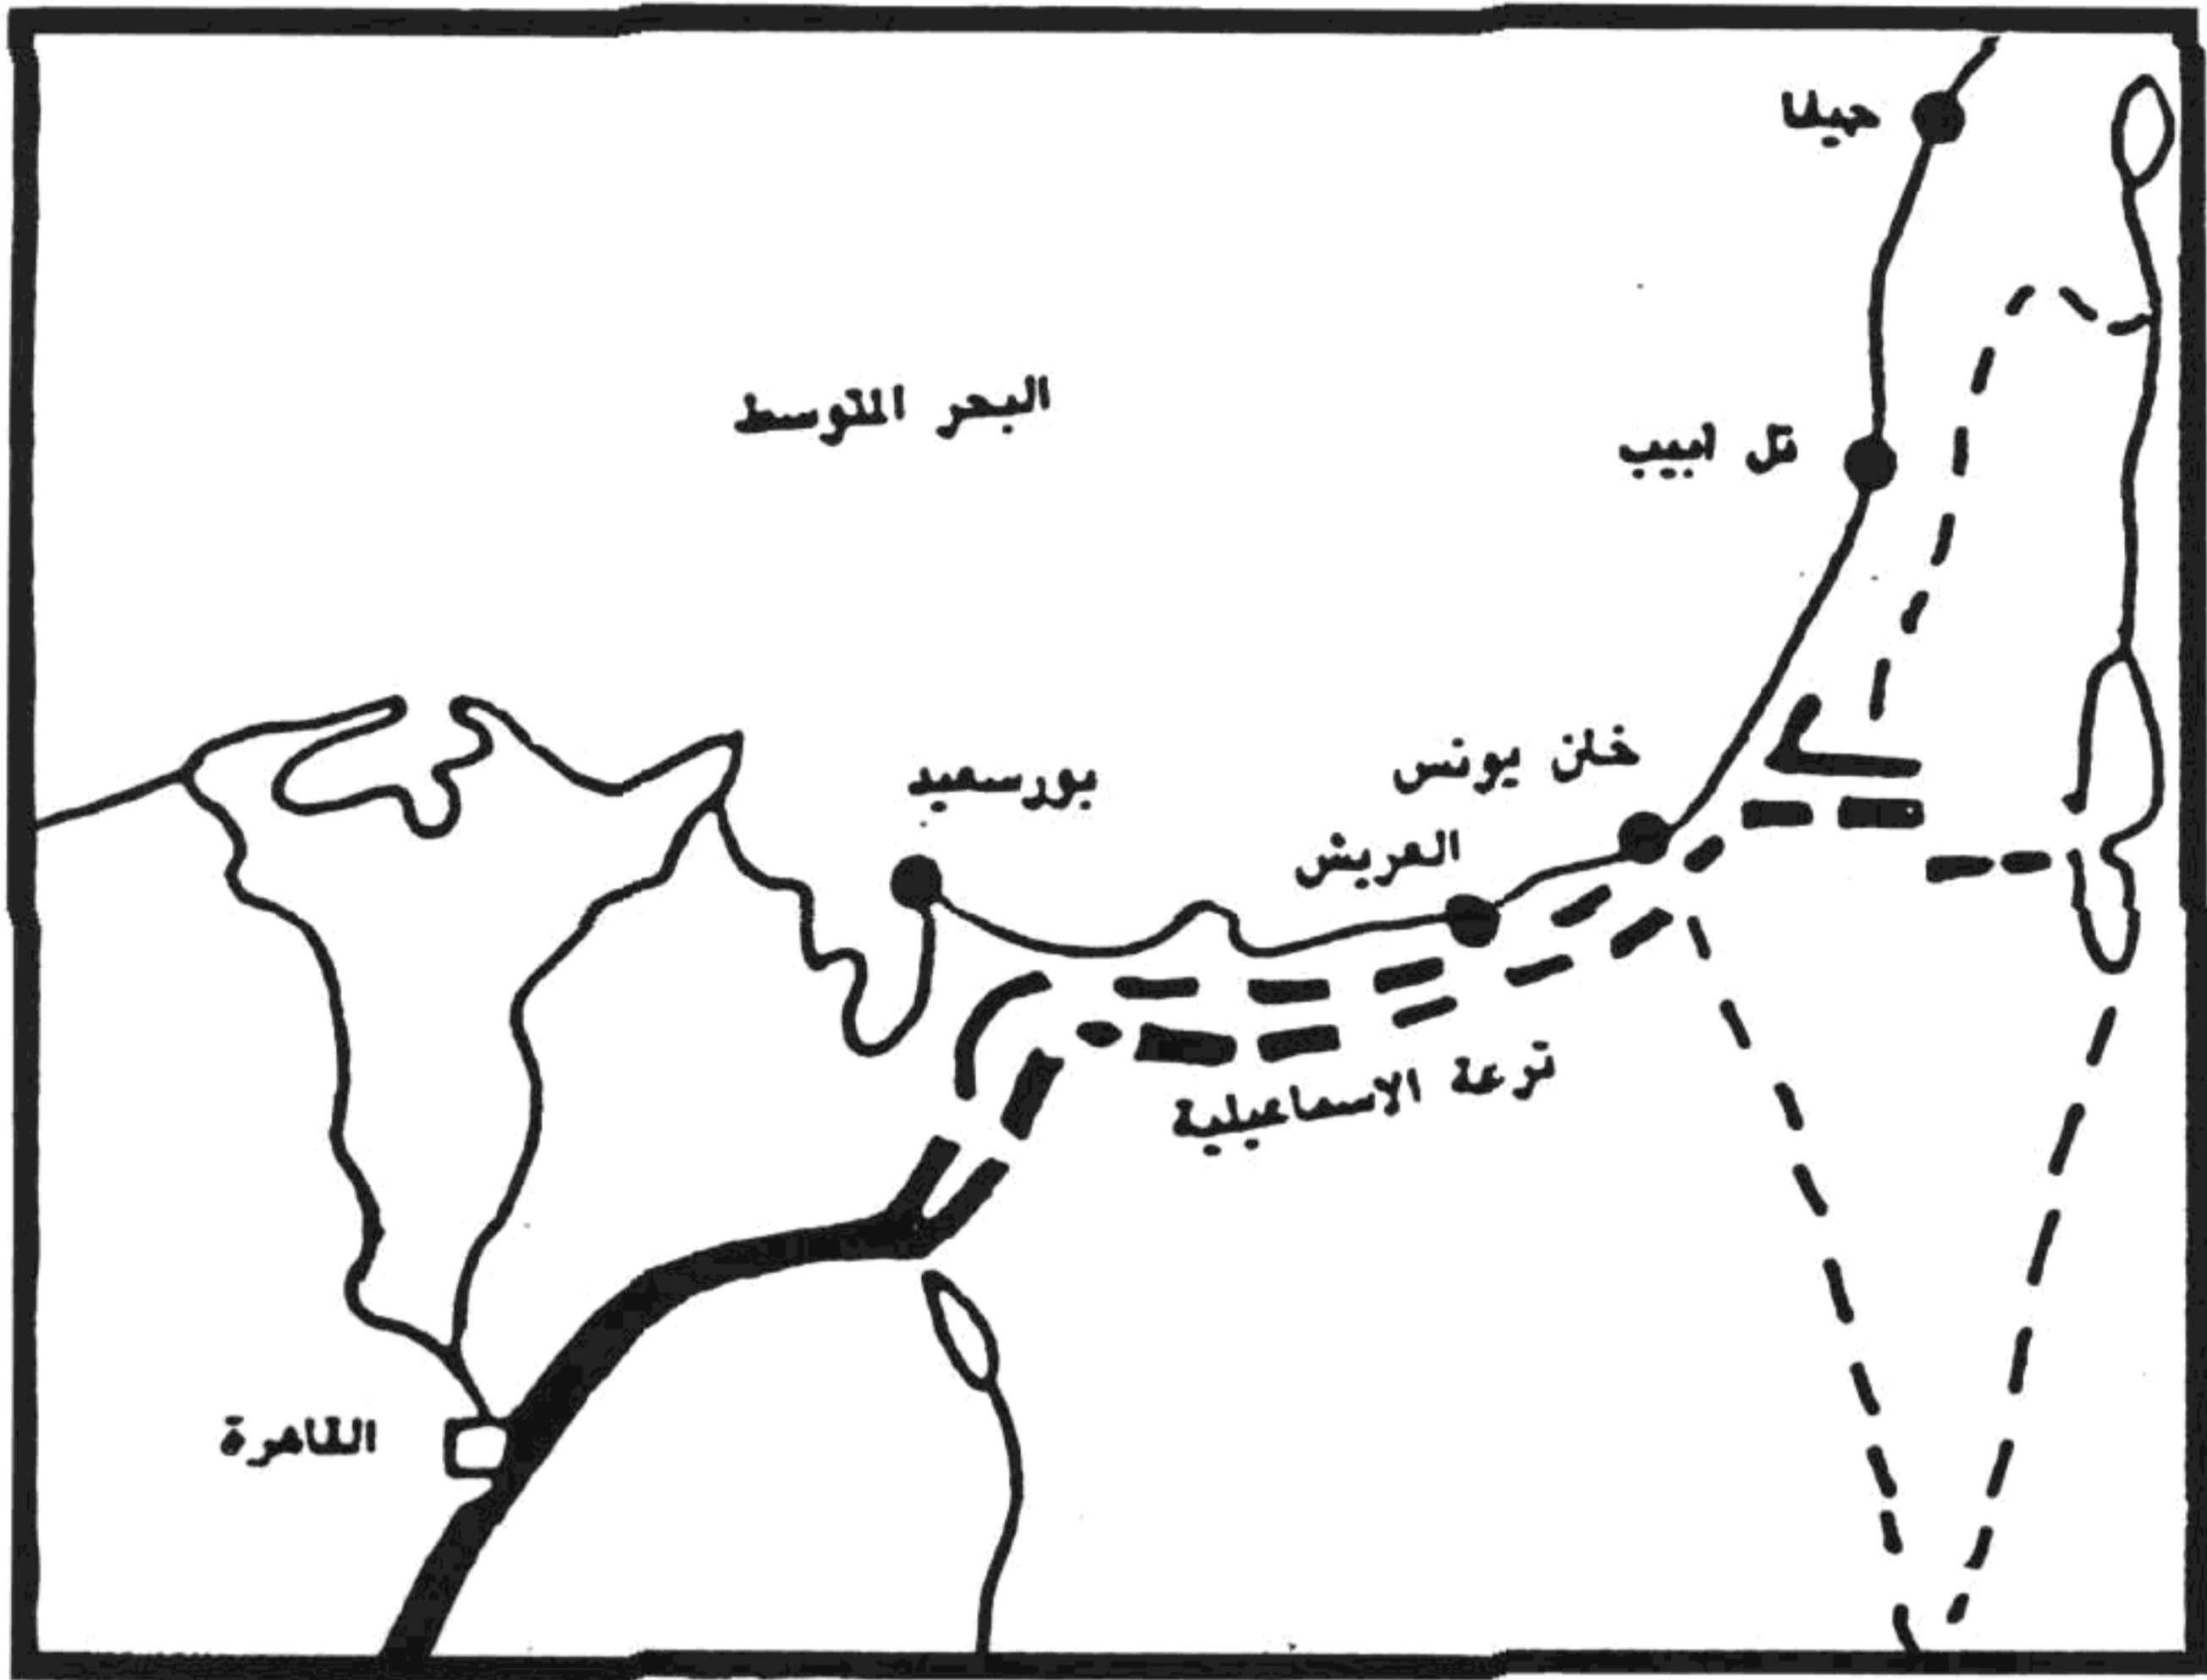 حيفا
البحر المتوسط
تل ابيب
خان يونس
بورسعيد
العريش
ترعة الاسماعيلية
القاهرة